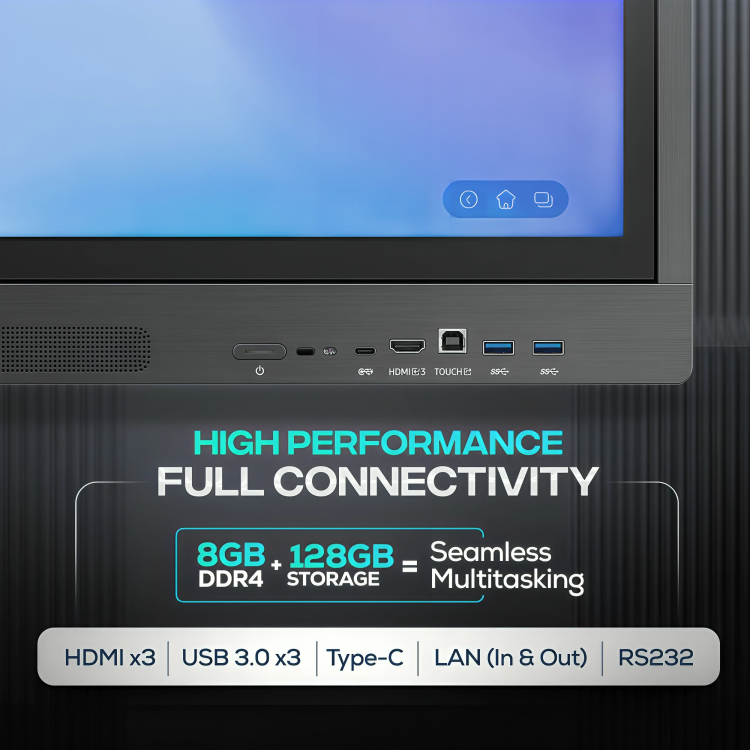 HDMI 3 TOUCH
HIGH PERFORMANCE
FULL CONNECTIVITY
8GB DDR4 + 128GB STORAGE = Seamless Multitasking
HDMI x3 | USB 3.0 x3 | Type-C | LAN (In & Out) | RS232